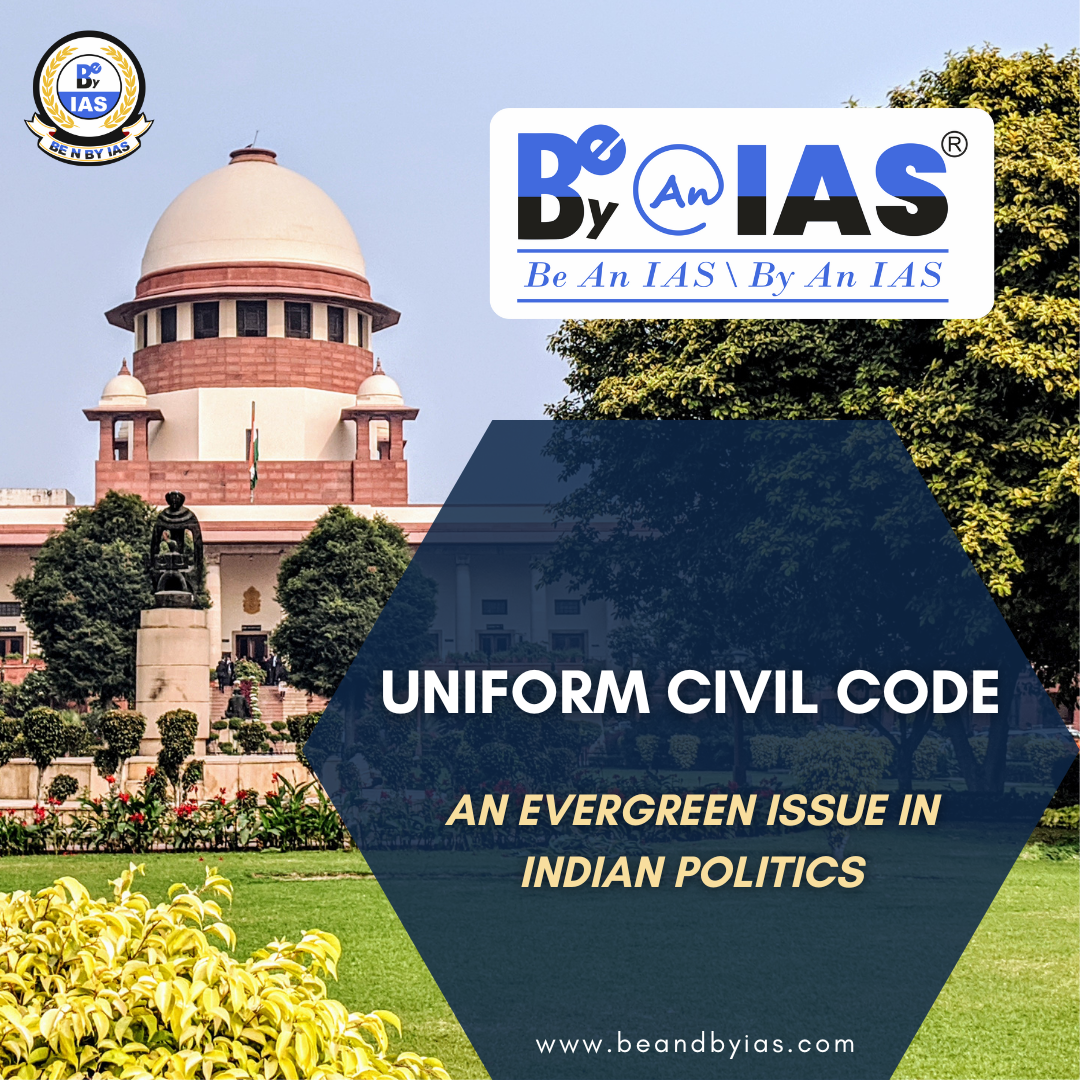 Be
By
IAS
BE N BY IAS
Be By An IAS ®
Be An IAS \ By An IAS
UNIFORM CIVIL CODE
AN EVERGREEN ISSUE IN
INDIAN POLITICS
www.beandbyias.com